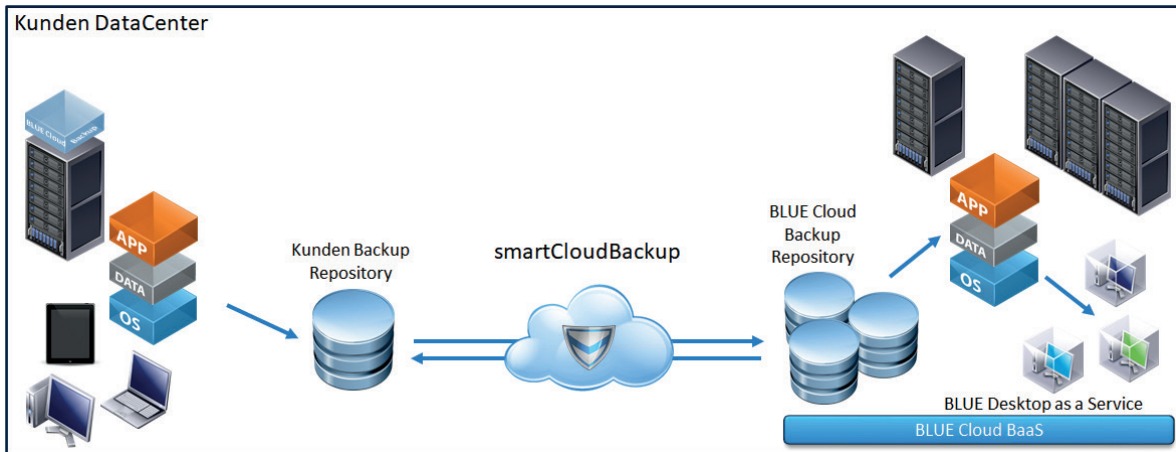 Kunden DataCenter
BLUE Cloud
Backup
APP
DATA
OS
Kunden Backup
Repository
smartCloudBackup
BLUE Cloud
Backup
Repository
APP
DATA
OS
BLUE Desktop as a Service
BLUE Cloud BaaS